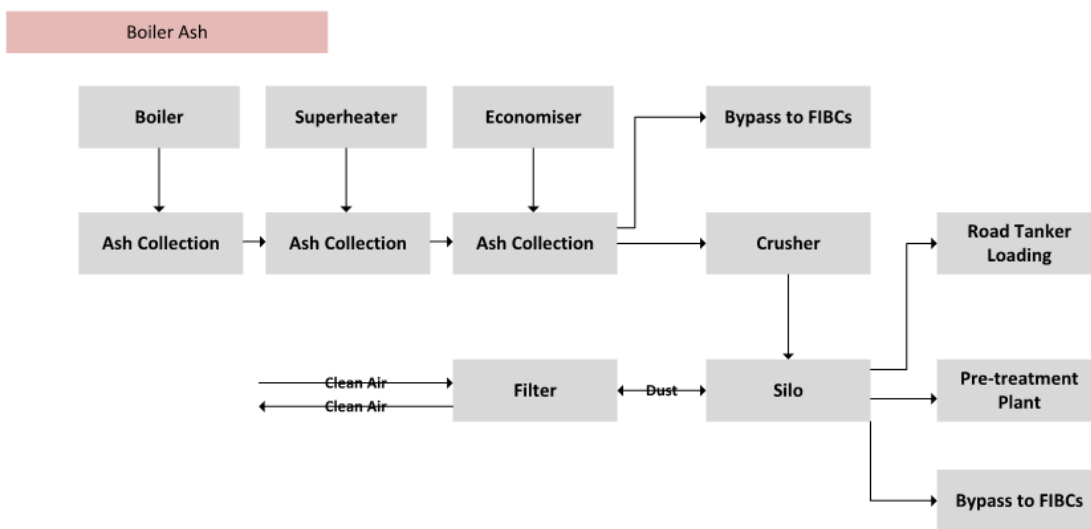 Boiler Ash
Boiler
Superheater
Economiser
Bypass to FIBCs
Ash Collection
Ash Collection
Ash Collection
Crusher
Road Tanker
Loading
Clean Air
Clean Air
Filter
Dust
Silo
Pre-treatment
Plant
Bypass to FIBCs